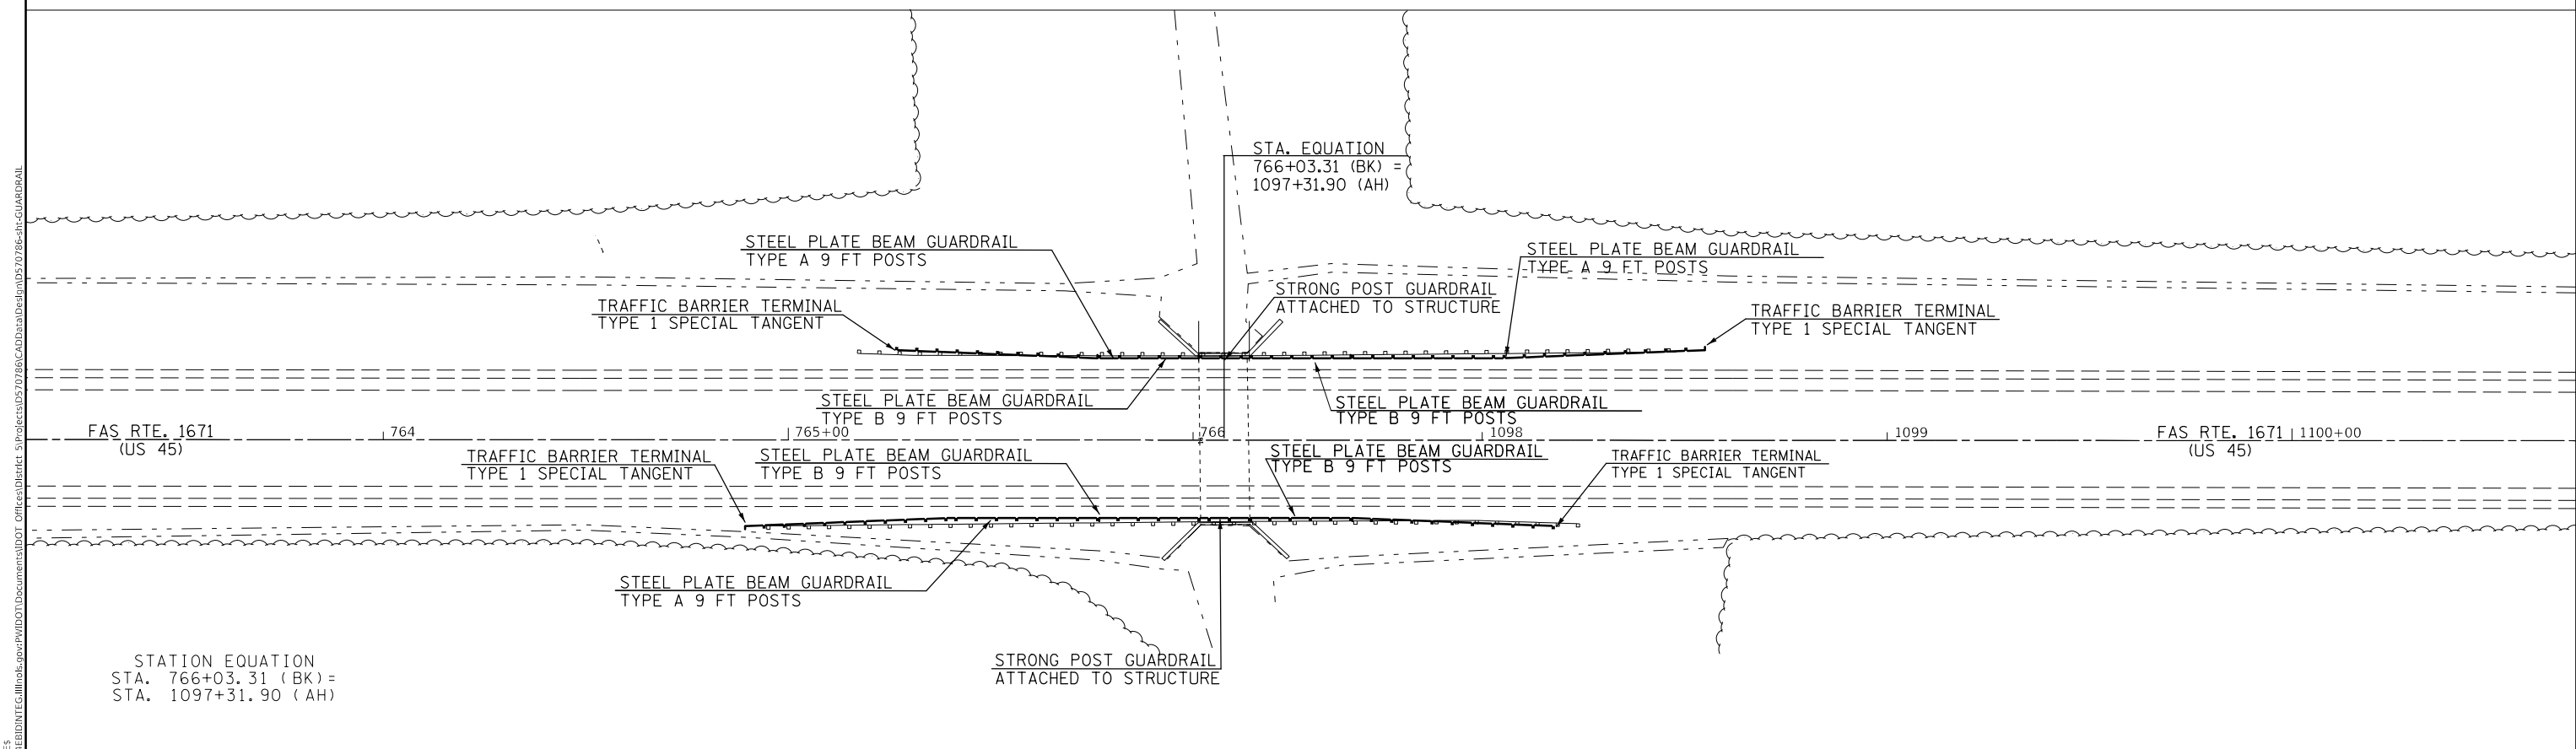 STA. EQUATION
766+03.31 (BK) =
1097+31.90 (AH)
STEEL PLATE BEAM GUARDRAIL
TYPE A 9 FT POSTS
STEEL PLATE BEAM GUARDRAIL
TYPE A 9 FT POSTS
STRONG POST GUARDRAIL
ATTACHED TO STRUCTURE
TRAFFIC BARRIER TERMINAL
TYPE 1 SPECIAL TANGENT
TRAFFIC BARRIER TERMINAL
TYPE 1 SPECIAL TANGENT
STEEL PLATE BEAM GUARDRAIL
TYPE B 9 FT POSTS
STEEL PLATE BEAM GUARDRAIL
TYPE B 9 FT POSTS
FAS RTE. 1671
(US 45)
764
765+00
766
1098
1099
FAS RTE. 1671
(US 45)
1100+00
TRAFFIC BARRIER TERMINAL
TYPE 1 SPECIAL TANGENT
STEEL PLATE BEAM GUARDRAIL
TYPE B 9 FT POSTS
STEEL PLATE BEAM GUARDRAIL
TYPE B 9 FT POSTS
TRAFFIC BARRIER TERMINAL
TYPE 1 SPECIAL TANGENT
STEEL PLATE BEAM GUARDRAIL
TYPE A 9 FT POSTS
STRONG POST GUARDRAIL
ATTACHED TO STRUCTURE
STATION EQUATION
STA. 766+03.31 (BK)=
STA. 1097+31.90 (AH)